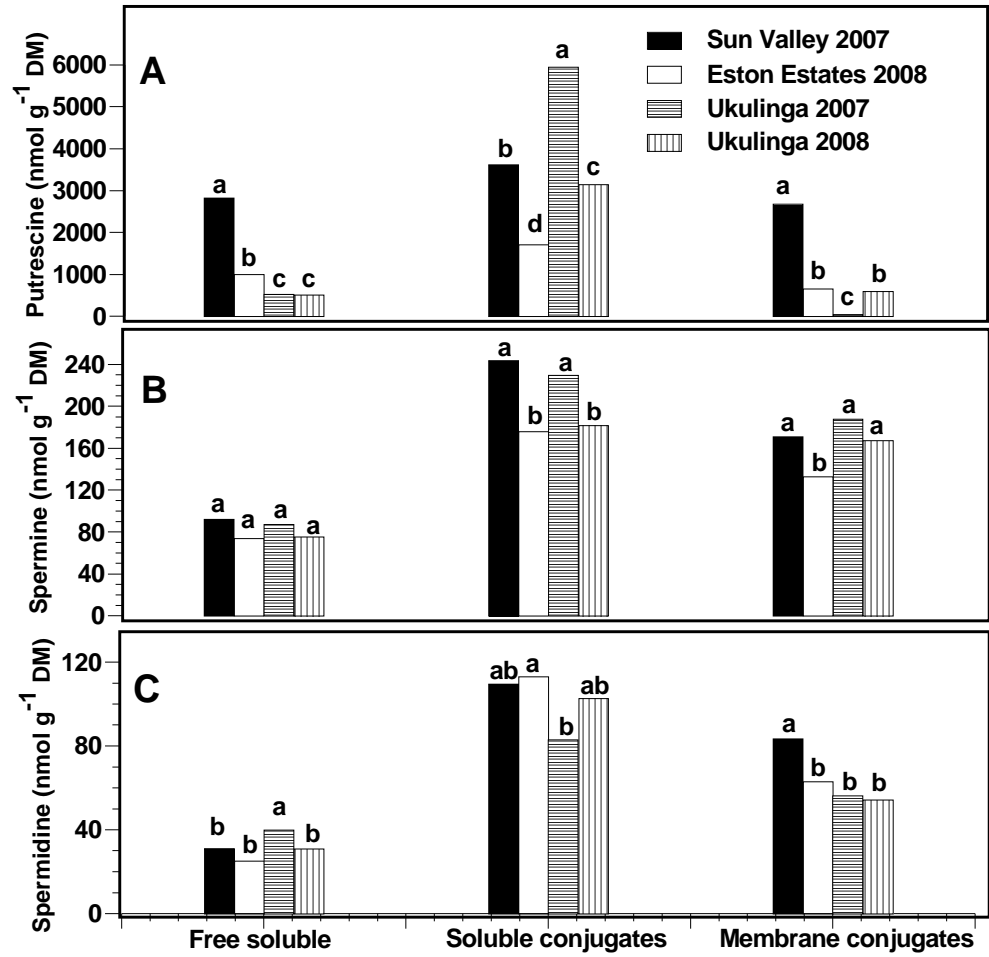 A
Sun Valley 2007
Eston Estates 2008
Ukulinga 2007
Ukulinga 2008
Putrescine (nmol g-1 DM)
6000
5000
4000
3000
2000
1000
0
a
b
c
c
b
d
a
c
a
b
c
b
B
Spermine (nmol g-1 DM)
240
200
160
120
80
40
0
a
a
a
a
a
b
a
b
a
b
a
a
C
Spermidine (nmol g-1 DM)
120
80
40
0
b
b
a
b
ab
a
b
ab
a
b
b
b
Free soluble
Soluble conjugates
Membrane conjugates